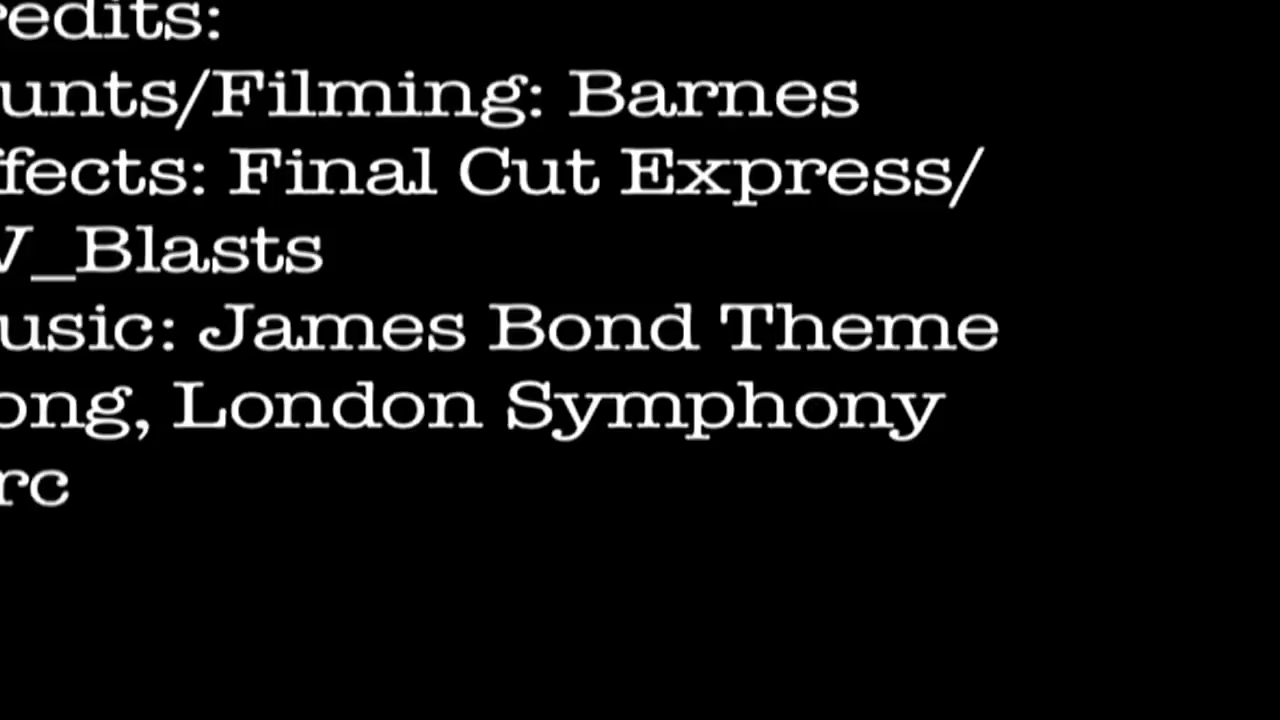 redits:
unts/Filming: Barnes
ffects: Final Cut Express/
V_Blasts
usic: James Bond Theme
ong, London Symphony
rc